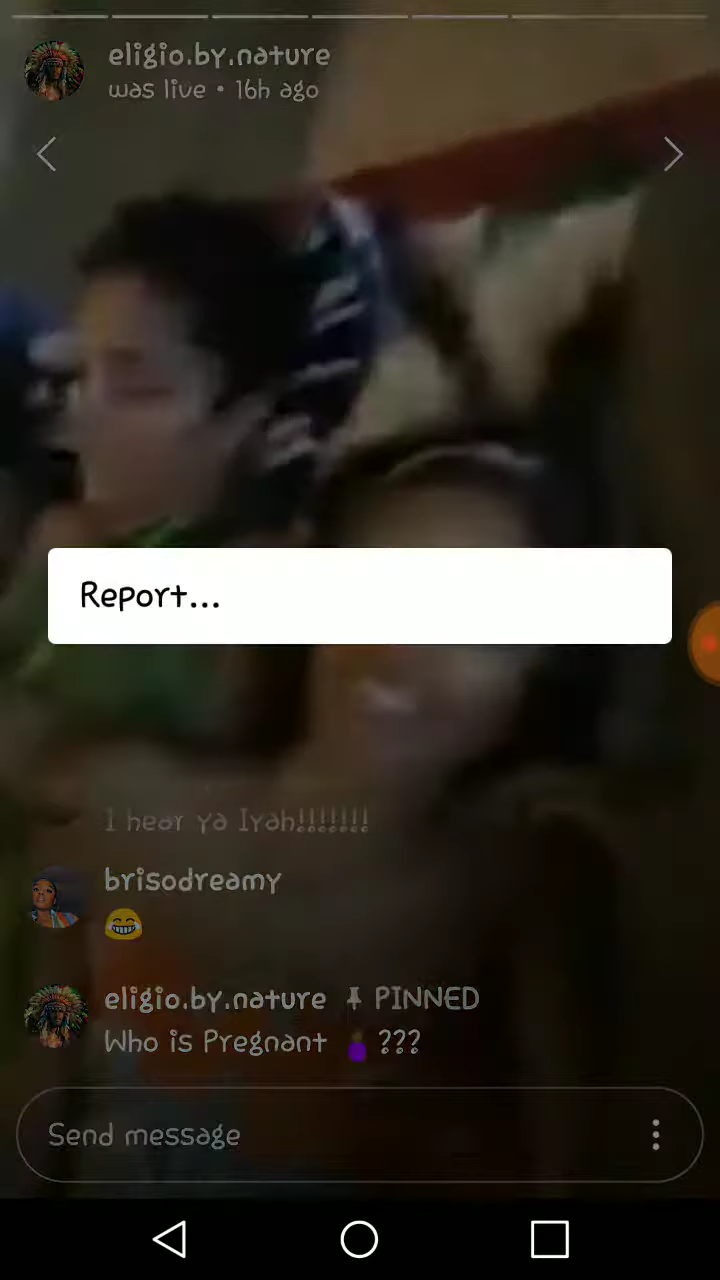 eligio.by.nature
was live • 16h ago
Report...
I hear ya Iyah!!!!!!!
brisodreamy
😂
eligio.by.nature 📌 PINNED
Who is Pregnant 🤰🏿 ???
Send message